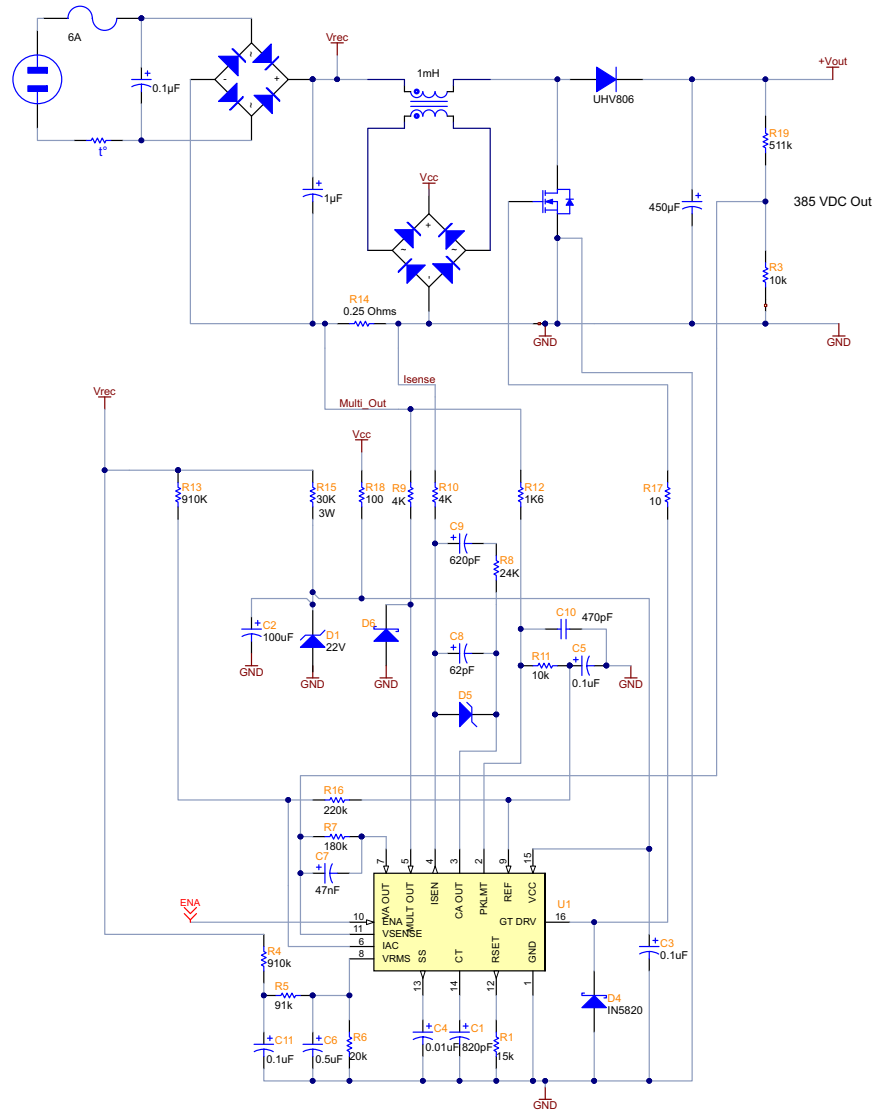 6A
0.1µF
t°
Vrec
1mH
UHV806
+Vout
R19
511k
1µF
Vcc
450µF
385 VDC Out
R3
10k
R14
0.25 Ohms
GND
GND
Isense
Multi_Out
Vrec
Vcc
R13
910K
R15
30K
3W
R18
100
R9
4K
R10
4K
R12
1K6
R17
10
C9
620pF
R8
24K
C2
100uF
D1
22V
D6
C8
62pF
C10
470pF
R11
10k
C5
0.1uF
GND
GND
GND
GND
D5
R16
220k
R7
180k
C7
47nF
7
5
4
3
2
9
15
VA OUT
MULT OUT
ISEN
CA OUT
PKLMT
REF
VCC
U1
ENA
10
ENA
11
VSENSE
6
IAC
8
VRMS
GT DRV
16
SS
CT
RSET
GND
13
14
12
1
R4
910k
R5
91k
C3
0.1uF
D4
IN5820
C11
0.1uF
C6
0.5uF
R6
20k
C4
0.01uF
C1
820pF
R1
15k
GND